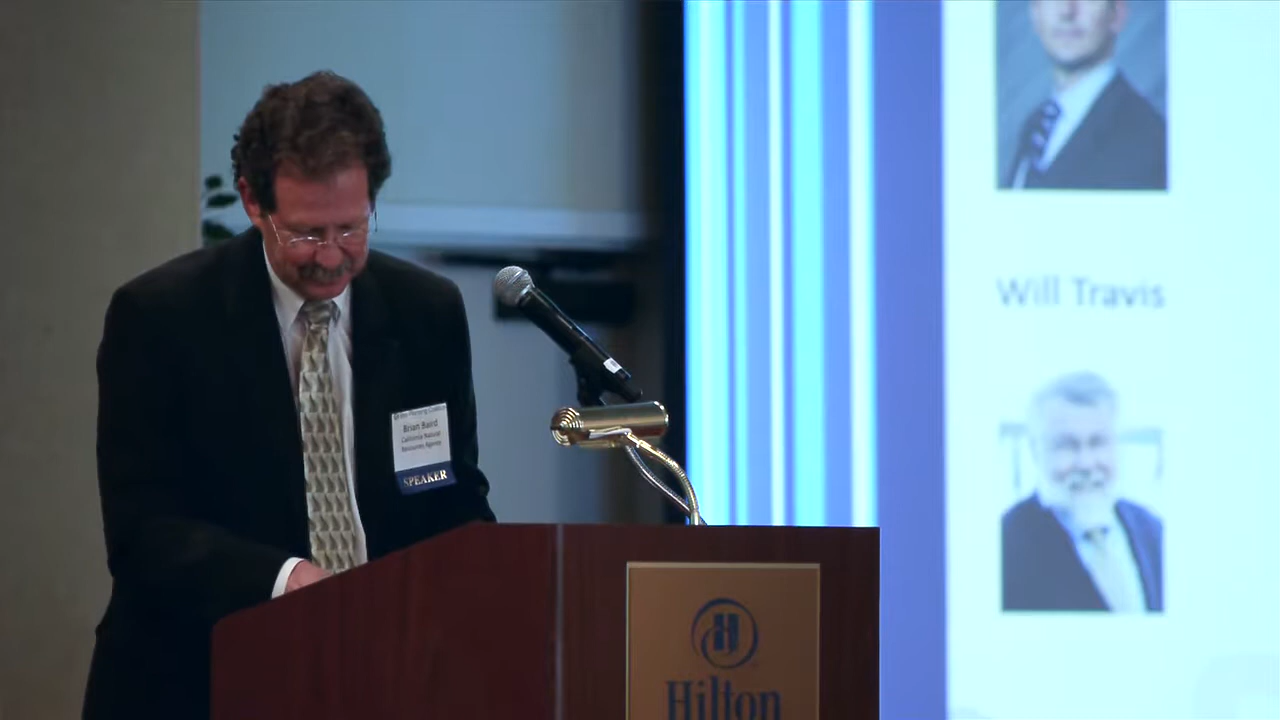 Brian Baird
California Natural
Resources Agency
SPEAKER
Will Travis
H
Hilton